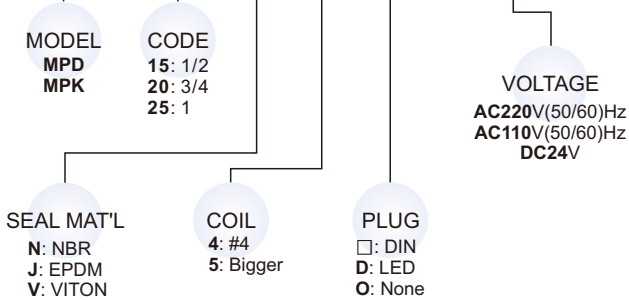 MODEL
MPD
MPK
CODE
15: 1/2
20: 3/4
25: 1
VOLTAGE
AC220V(50/60)Hz
AC110V(50/60)Hz
DC24V
SEAL MAT'L
N: NBR
J: EPDM
V: VITON
COIL
4: #4
5: Bigger
PLUG
□: DIN
D: LED
O: None